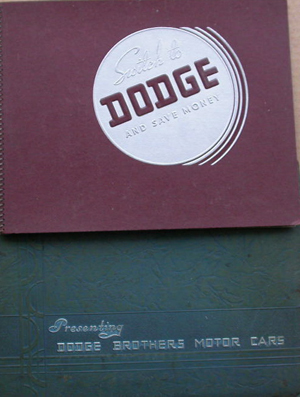 Switch to
DODGE
AND SAVE MONEY
Presenting
DODGE BROTHERS MOTOR CARS